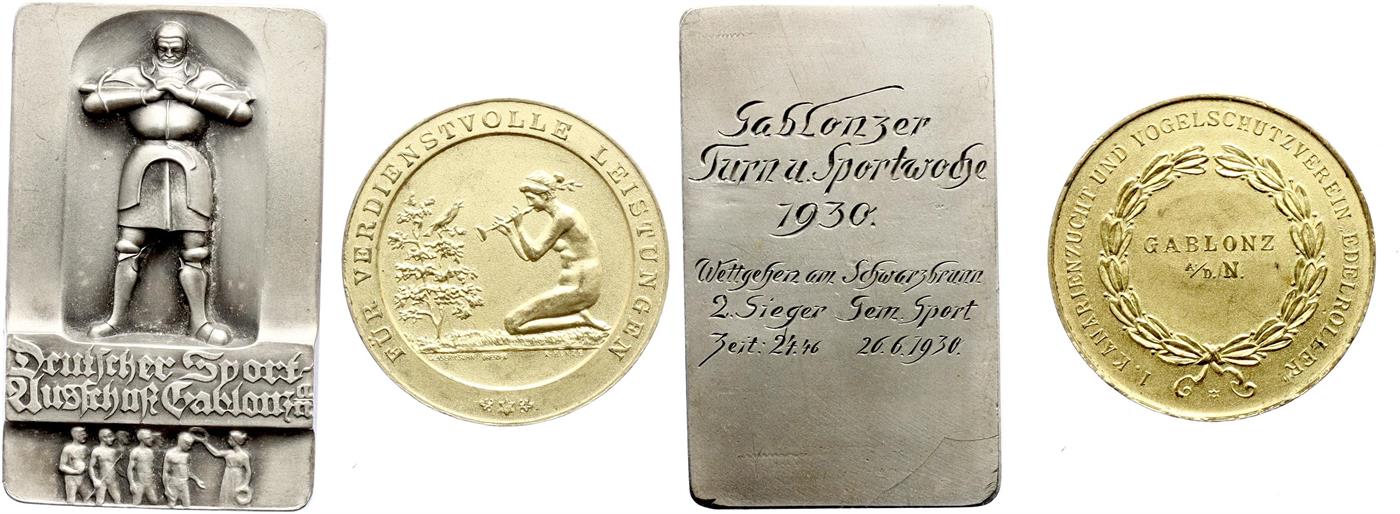 Deutscher Sport-
Ausschuß Gablonz
FÜR VERDIENSTVOLLE LEISTUNGEN
Gablonzer
Turn u. Sportwoche
1930.
Wettgehen am Schwarzbrunn
2. Sieger Gem. Sport
Zeit: 24.46 26.6.1930.
I. KANARIENZUCHT UND VOGELSCHUTZVEREIN „EDELROLLER"
GABLONZ
A/D. N.